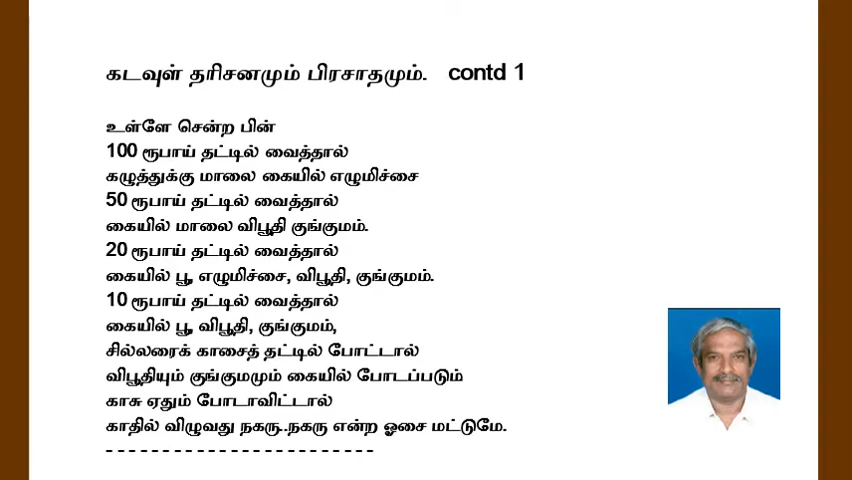 கடவுள் தரிசனமும் பிரசாதமும். contd 1
உள்ளே சென்ற பின்
100 ரூபாய் தட்டில் வைத்தால்
கழுத்துக்கு மாலை கையில் எழுமிச்சை
50 ரூபாய் தட்டில் வைத்தால்
கையில் மாலை விபூதி குங்குமம்.
20 ரூபாய் தட்டில் வைத்தால்
கையில் பூ, எழுமிச்சை, விபூதி, குங்குமம்.
10 ரூபாய் தட்டில் வைத்தால்
கையில் பூ, விபூதி, குங்குமம்,
சில்லரைக் காசைத் தட்டில் போட்டால்
விபூதியும் குங்குமமும் கையில் போடப்படும்
காசு ஏதும் போடாவிட்டால்
காதில் விழுவது நகரு..நகரு என்ற ஓசை மட்டுமே.
- - - - - - - - - - - - - - - - - - - - - - - -